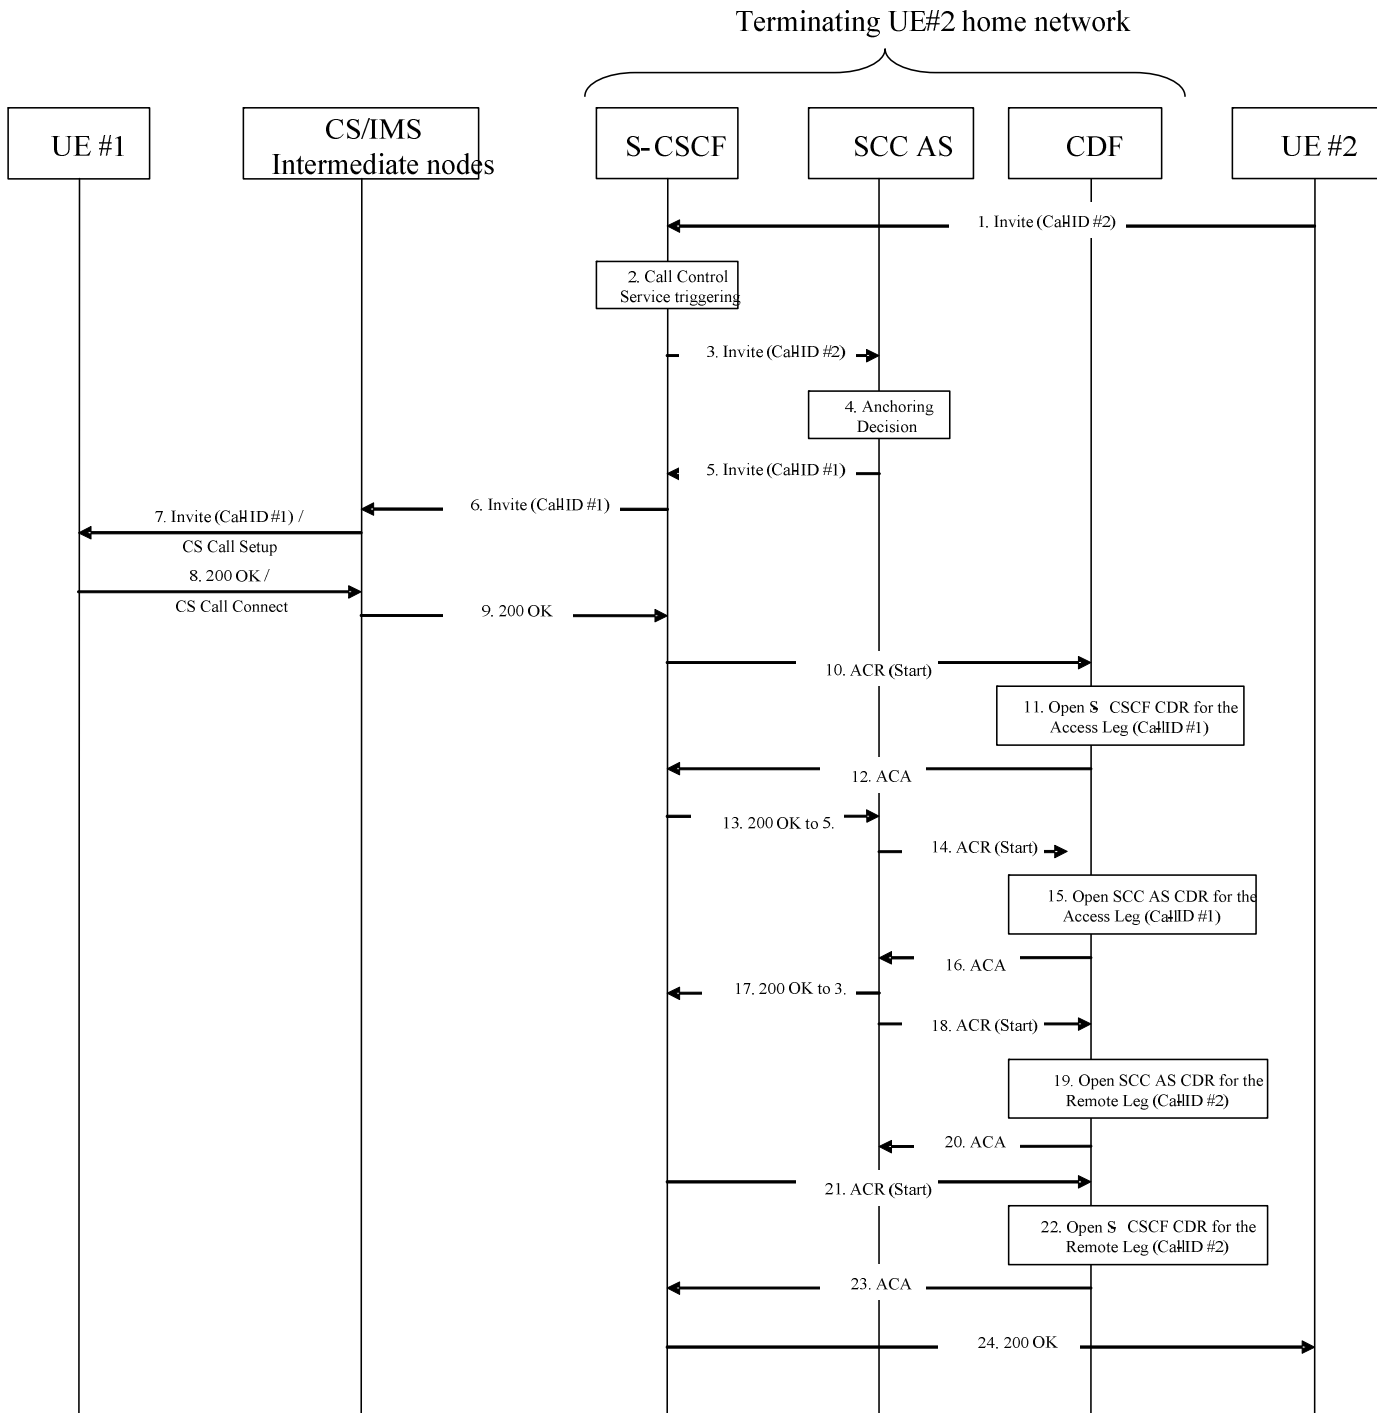 Terminating UE#2 home network
UE #1
CS/IMS
Intermediate nodes
S-CSCF
SCC AS
CDF
UE #2
1. Invite (Call-ID #2)
2. Call Control
Service triggering
3. Invite (Call-ID #2)
4. Anchoring
Decision
5. Invite (Call-ID #1)
6. Invite (Call-ID #1)
7. Invite (Call-ID #1) /
CS Call Setup
8. 200 OK /
CS Call Connect
9. 200 OK
10. ACR (Start)
11. Open S- CSCF CDR for the
Access Leg (Call-ID #1)
12. ACA
13. 200 OK to 5.
14. ACR (Start)
15. Open SCC AS CDR for the
Access Leg (Call-ID #1)
16. ACA
17. 200 OK to 3.
18. ACR (Start)
19. Open SCC AS CDR for the
Remote Leg (Call-ID #2)
20. ACA
21. ACR (Start)
22. Open S- CSCF CDR for the
Remote Leg (Call-ID #2)
23. ACA
24. 200 OK